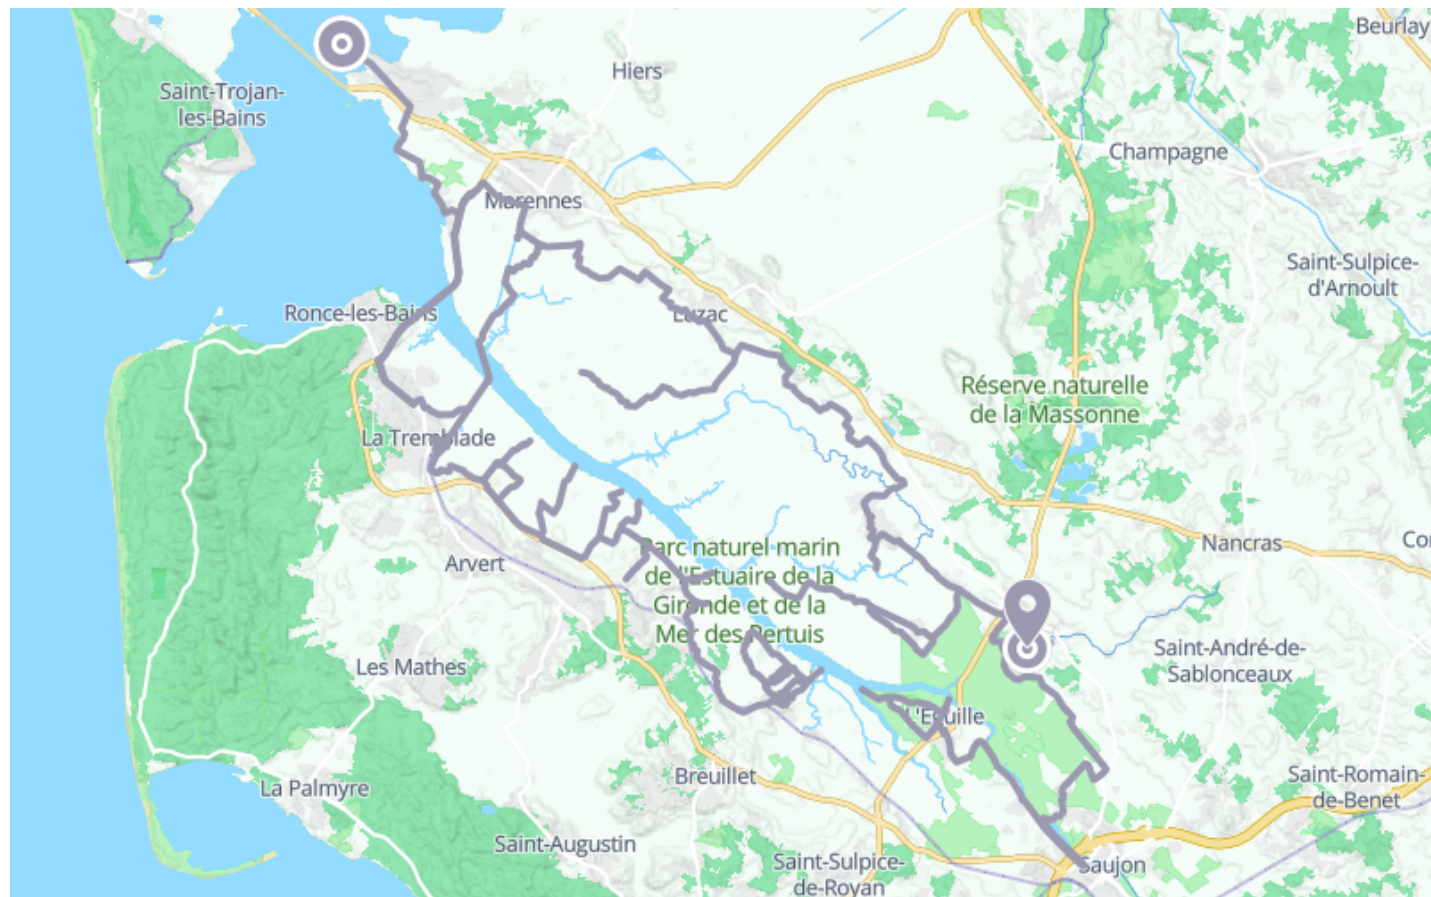 Beurlay
Hiers
Saint-Trojan-
les-Bains
Champagne
Marennes
Saint-Sulpice-
d'Arnoult
Ronce-les-Bains
Luzac
Réserve naturelle
de la Massonne
La Tremblade
Nancras
Co
Arvert
Parc naturel marin
de l'Estuaire de la
Gironde et de la
Mer des Pertuis
Les Mathes
Saint-André-de-
Sablonceaux
L'Eguille
La Palmyre
Breuillet
Saint-Romain-
de-Benet
Saint-Augustin
Saint-Sulpice-
de-Royan
Saujon